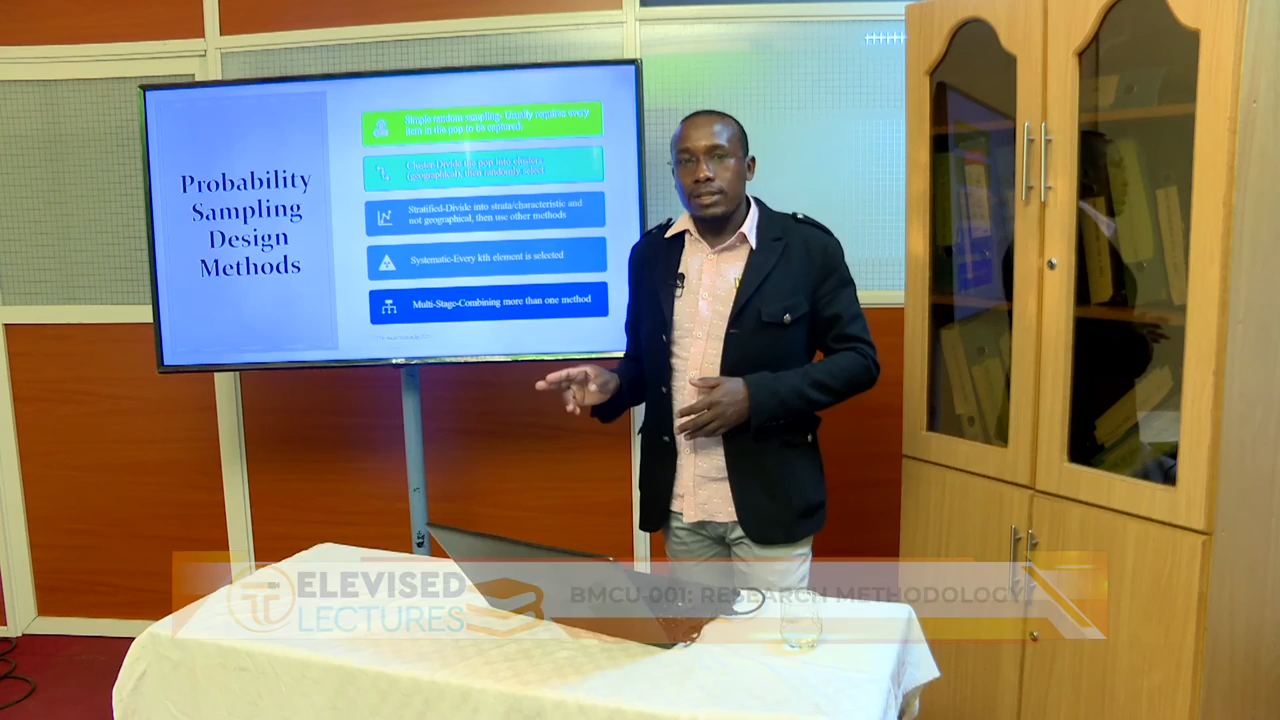 Probability
Sampling
Design
Methods
Simple random sampling- Usually requires every
item in the pop to be captured.
Cluster-Divide the pop into clusters
(geographical), then randomly select
Stratified-Divide into strata/characteristic and
not geographical, then use other methods
Systematic-Every kth element is selected
Multi-Stage-Combining more than one method
TELEVISED
LECTURES
BMCU-001: RESEARCH METHODOLOGY